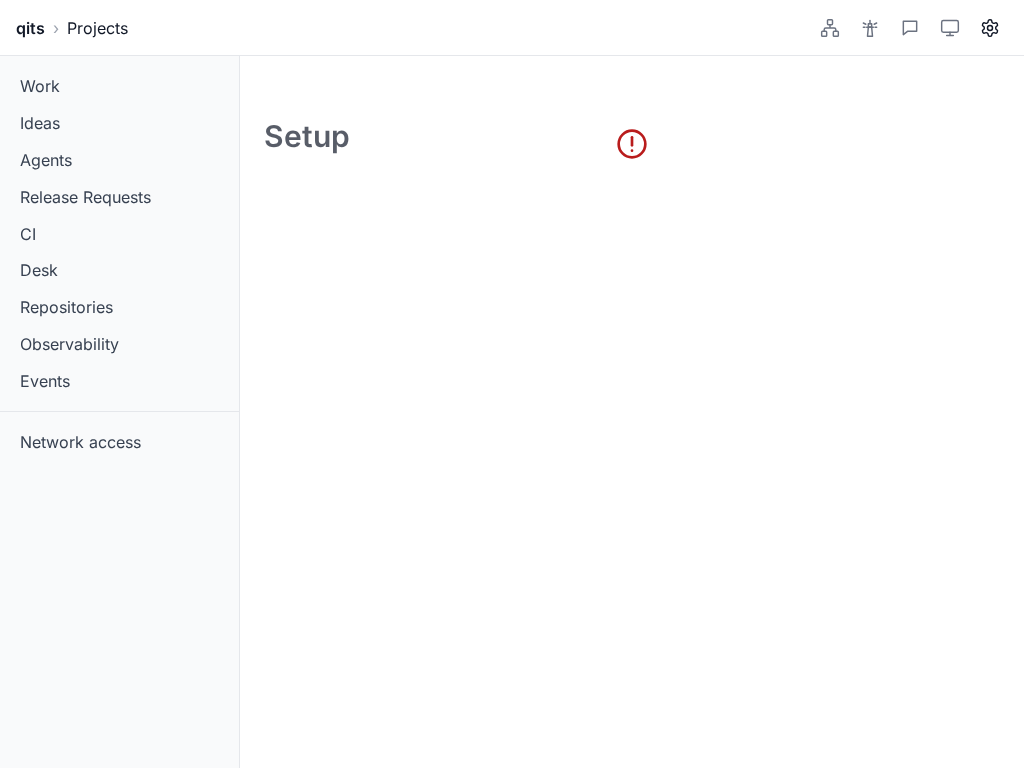 qits › Projects
Work
Ideas
Agents
Release Requests
CI
Desk
Repositories
Observability
Events
Network access
Setup